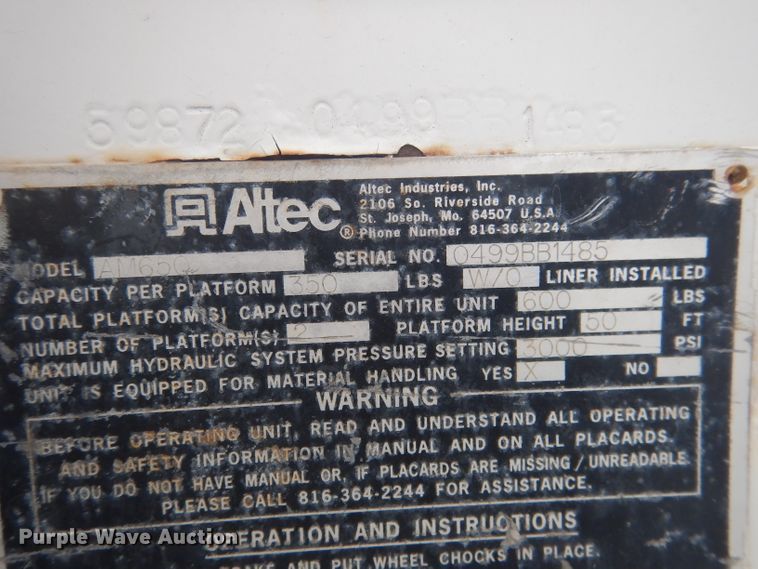 59872 0499BB1485
Altec
Altec Industries, Inc.
2106 So. Riverside Road
St. Joseph, Mo. 64507 U.S.A.
® Phone Number 816-364-2244
MODEL AM650 SERIAL NO. 0499BB1485
CAPACITY PER PLATFORM 350 LBS W/O LINER INSTALLED
TOTAL PLATFORM(S) CAPACITY OF ENTIRE UNIT 600 LBS
NUMBER OF PLATFORM(S) 2 PLATFORM HEIGHT 50 FT
MAXIMUM HYDRAULIC SYSTEM PRESSURE SETTING 3000 PSI
UNIT IS EQUIPPED FOR MATERIAL HANDLING YES X NO
WARNING
BEFORE OPERATING UNIT, READ AND UNDERSTAND ALL OPERATING
AND SAFETY INFORMATION IN MANUAL AND ON ALL PLACARDS.
IF YOU DO NOT HAVE MANUAL OR, IF PLACARDS ARE MISSING/UNREADABLE
PLEASE CALL 816-364-2244 FOR ASSISTANCE.
OPERATION AND INSTRUCTIONS
AND PUT WHEEL CHOCKS IN PLACE.
Purple Wave Auction